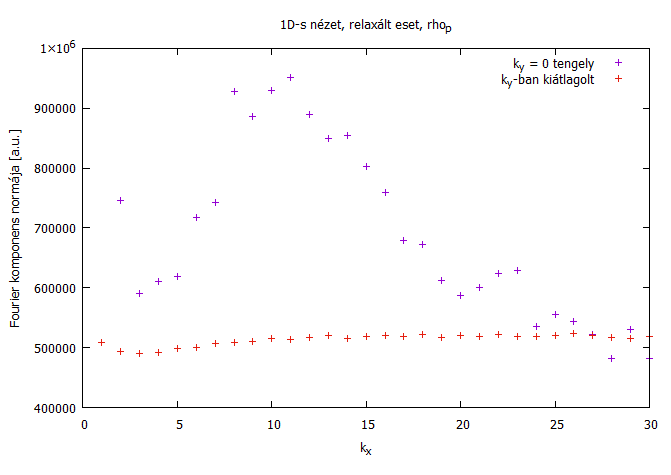 1D-s nézet, relaxált eset, rho_p
1×10^6
900000
800000
700000
600000
500000
400000
Fourier komponens normája [a.u.]
k_y = 0 tengely
k_y-ban kiátlagolt
0 5 10 15 20 25 30
k_x